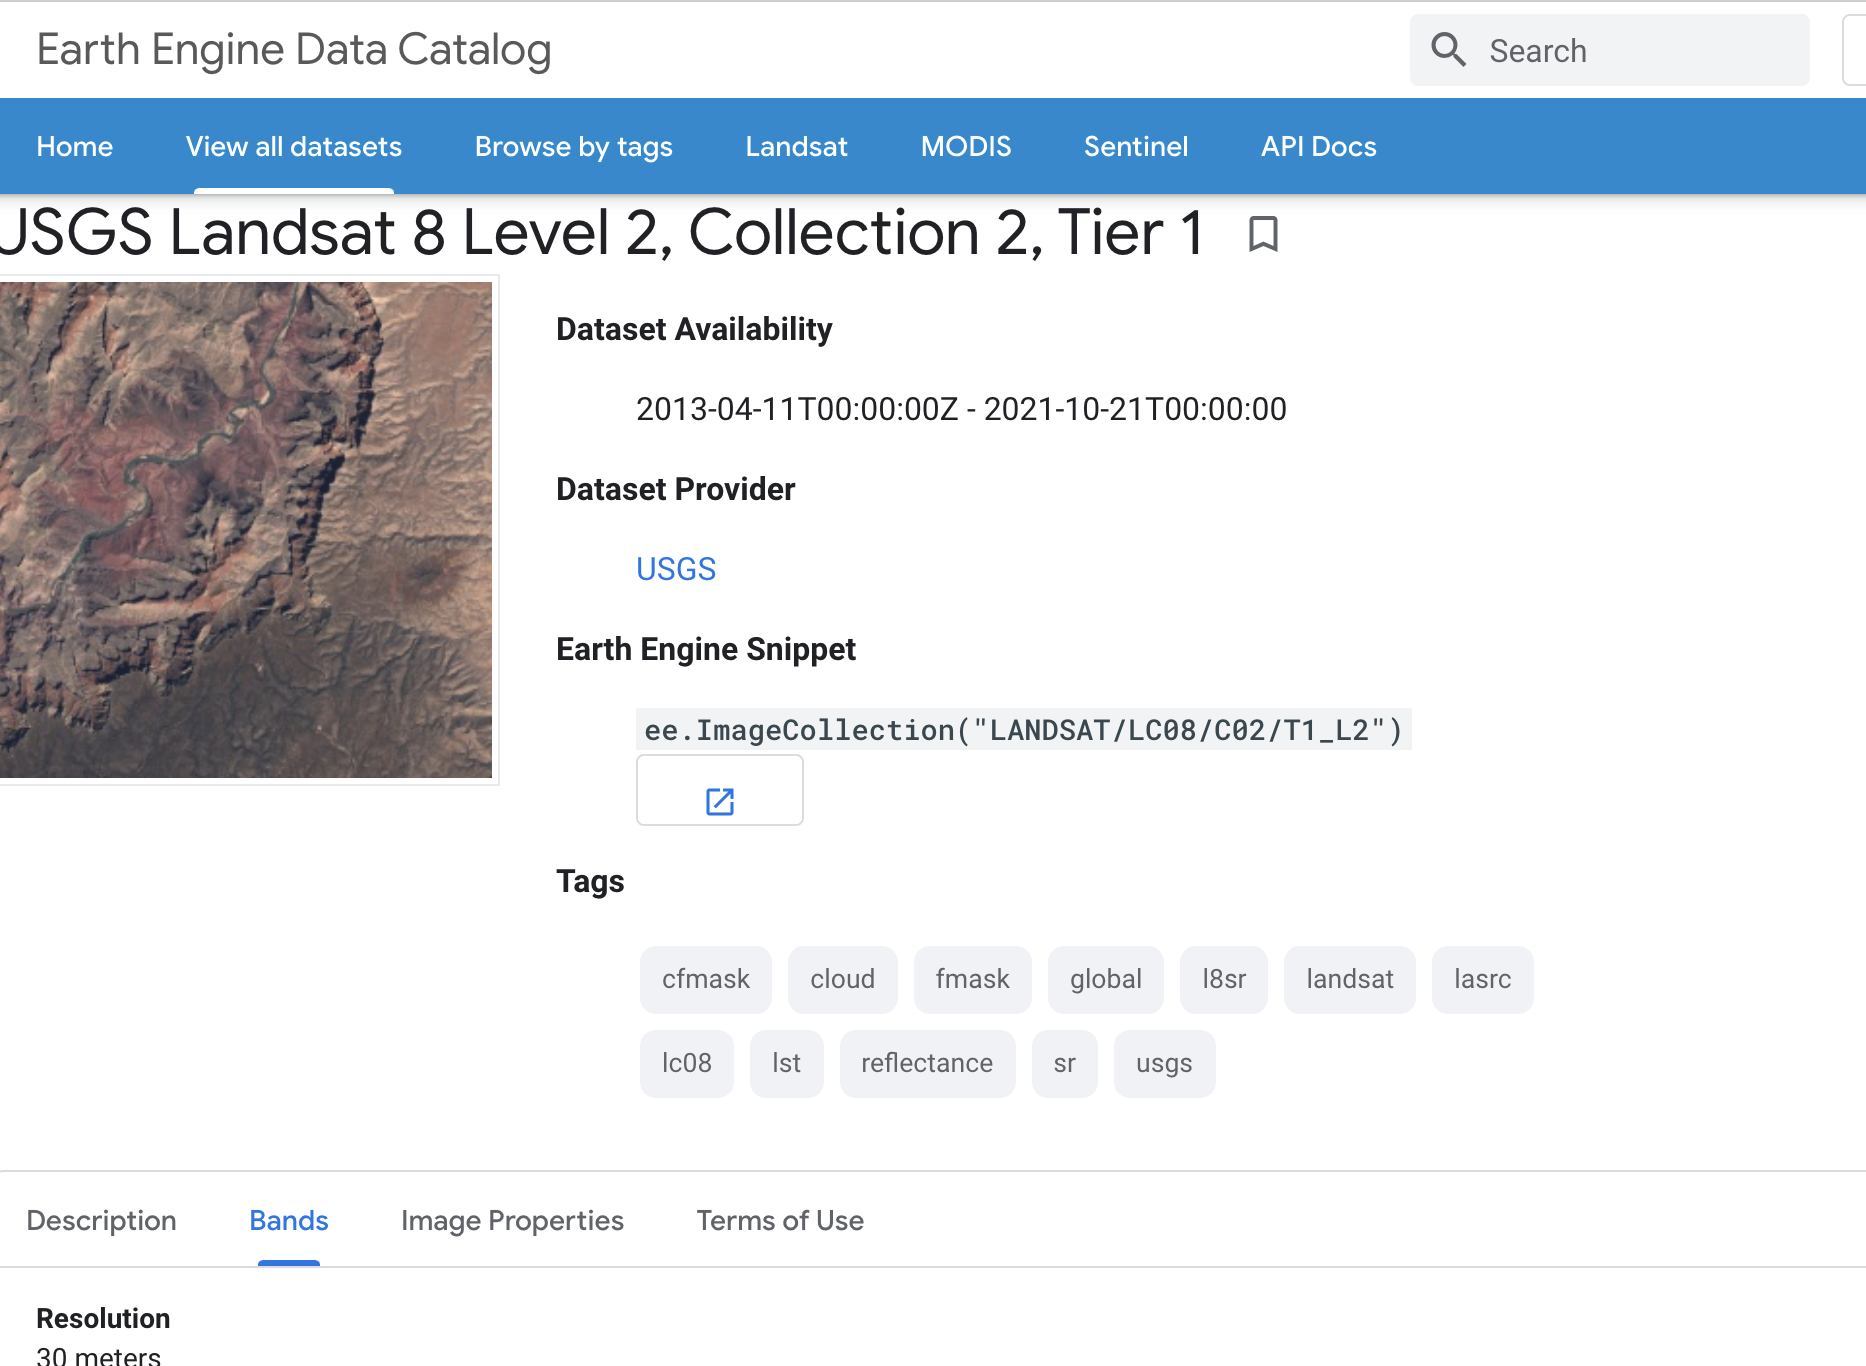 Earth Engine Data Catalog
Search
Home View all datasets Browse by tags Landsat MODIS Sentinel API Docs
USGS Landsat 8 Level 2, Collection 2, Tier 1
Dataset Availability
2013-04-11T00:00:00Z - 2021-10-21T00:00:00
Dataset Provider
USGS
Earth Engine Snippet
ee.ImageCollection("LANDSAT/LC08/C02/T1_L2")
Tags
cfmask cloud fmask global l8sr landsat lasrc
lc08 lst reflectance sr usgs
Description Bands Image Properties Terms of Use
Resolution
30 meters